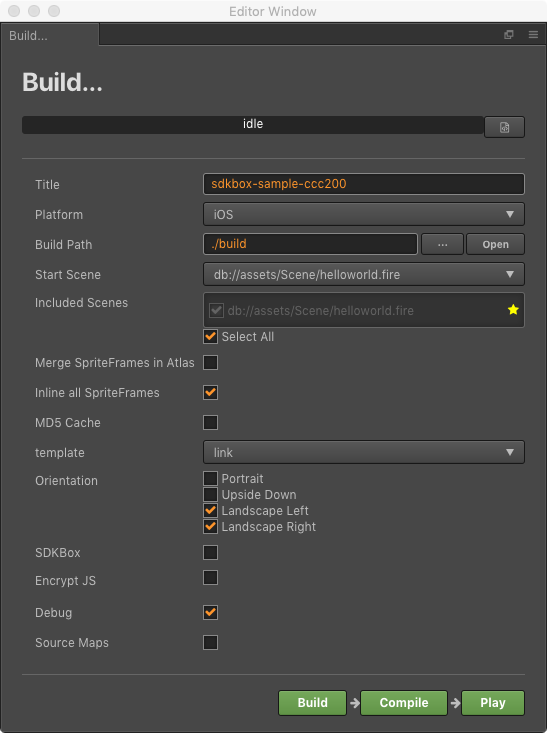 Editor Window
Build...
Build...
idle
Title sdkbox-sample-ccc200
Platform iOS
Build Path ./build ... Open
Start Scene db://assets/Scene/helloworld.fire
Included Scenes db://assets/Scene/helloworld.fire
Select All
Merge SpriteFrames in Atlas
Inline all SpriteFrames
MD5 Cache
template link
Orientation Portrait
Upside Down
Landscape Left
Landscape Right
SDKBox
Encrypt JS
Debug
Source Maps
Build Compile Play